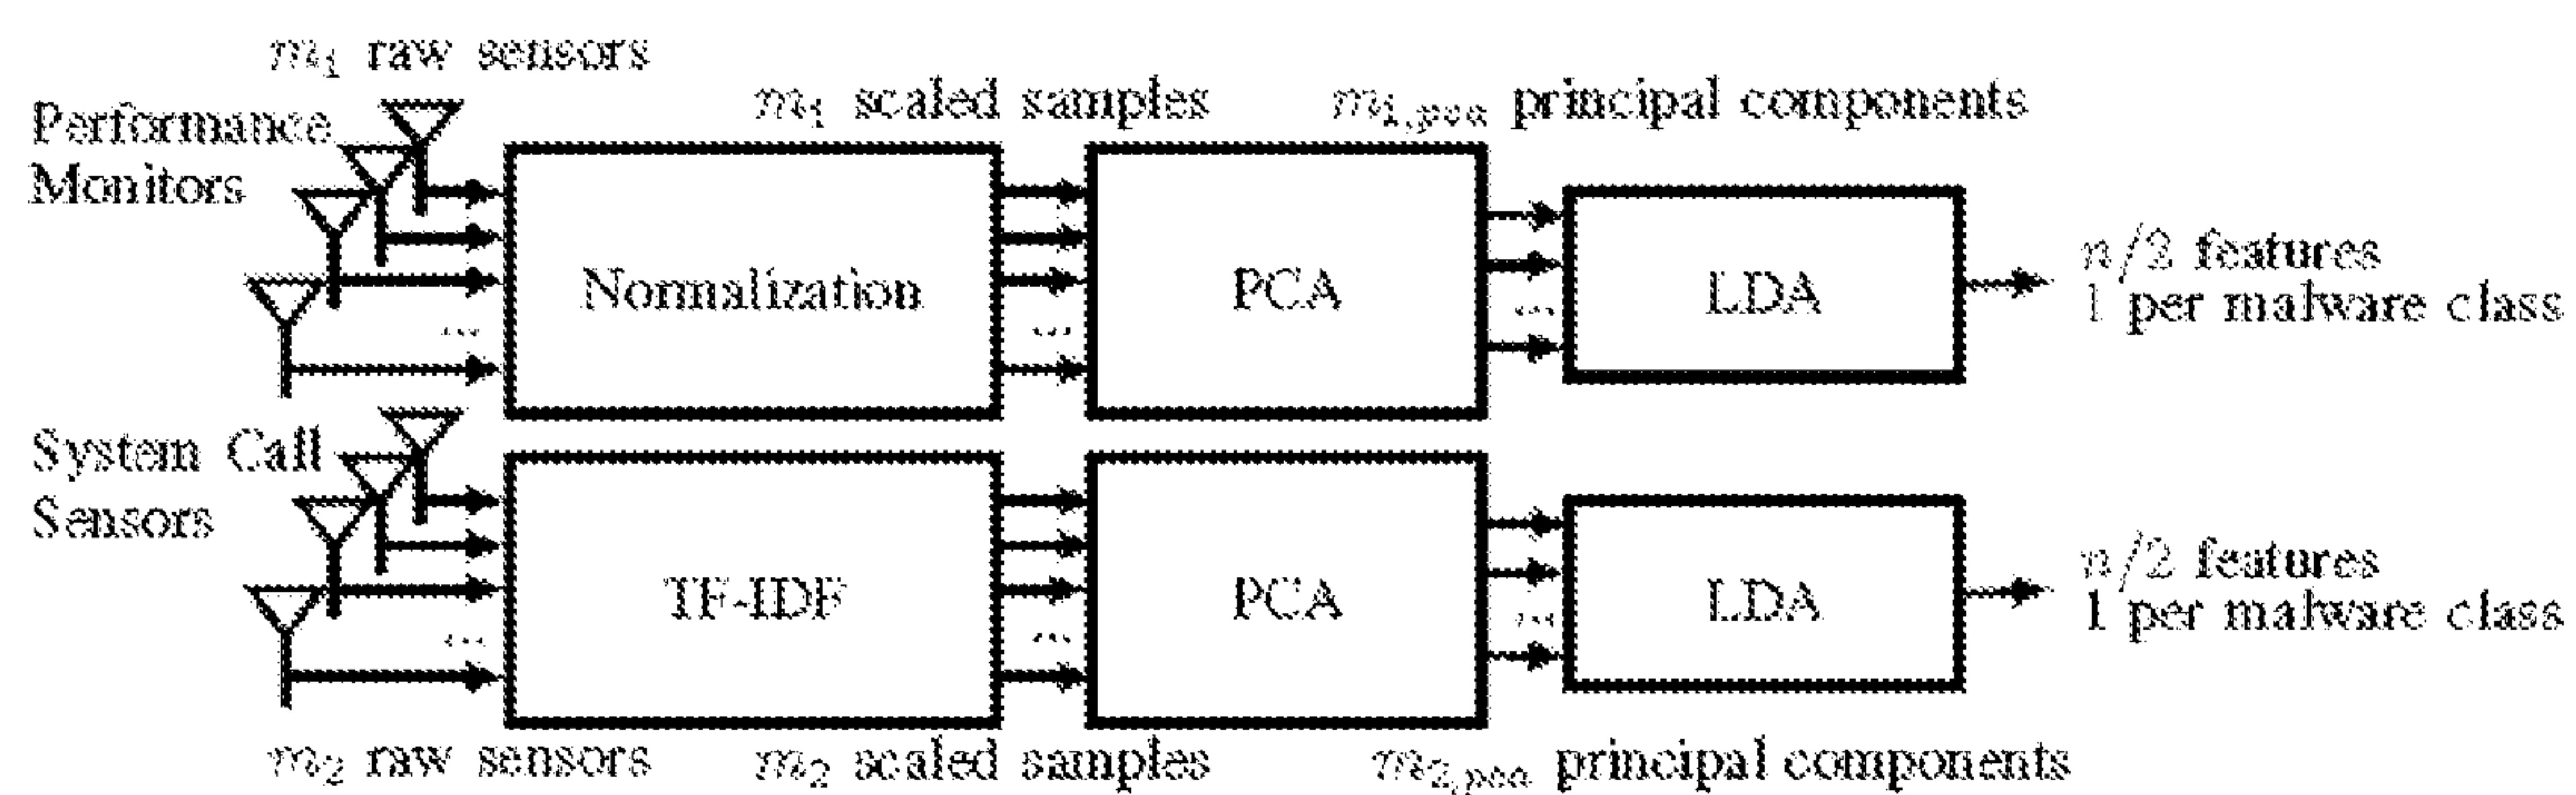 m₁ raw sensors
Performance
Monitors
m₁ scaled samples
m₁,pca principal components
...
Normalization
...
PCA
...
LDA
n/2 features
1 per malware class
System Call
Sensors
...
TF-IDF
...
PCA
...
LDA
n/2 features
1 per malware class
m₂ raw sensors
m₂ scaled samples
m₂,pca principal components